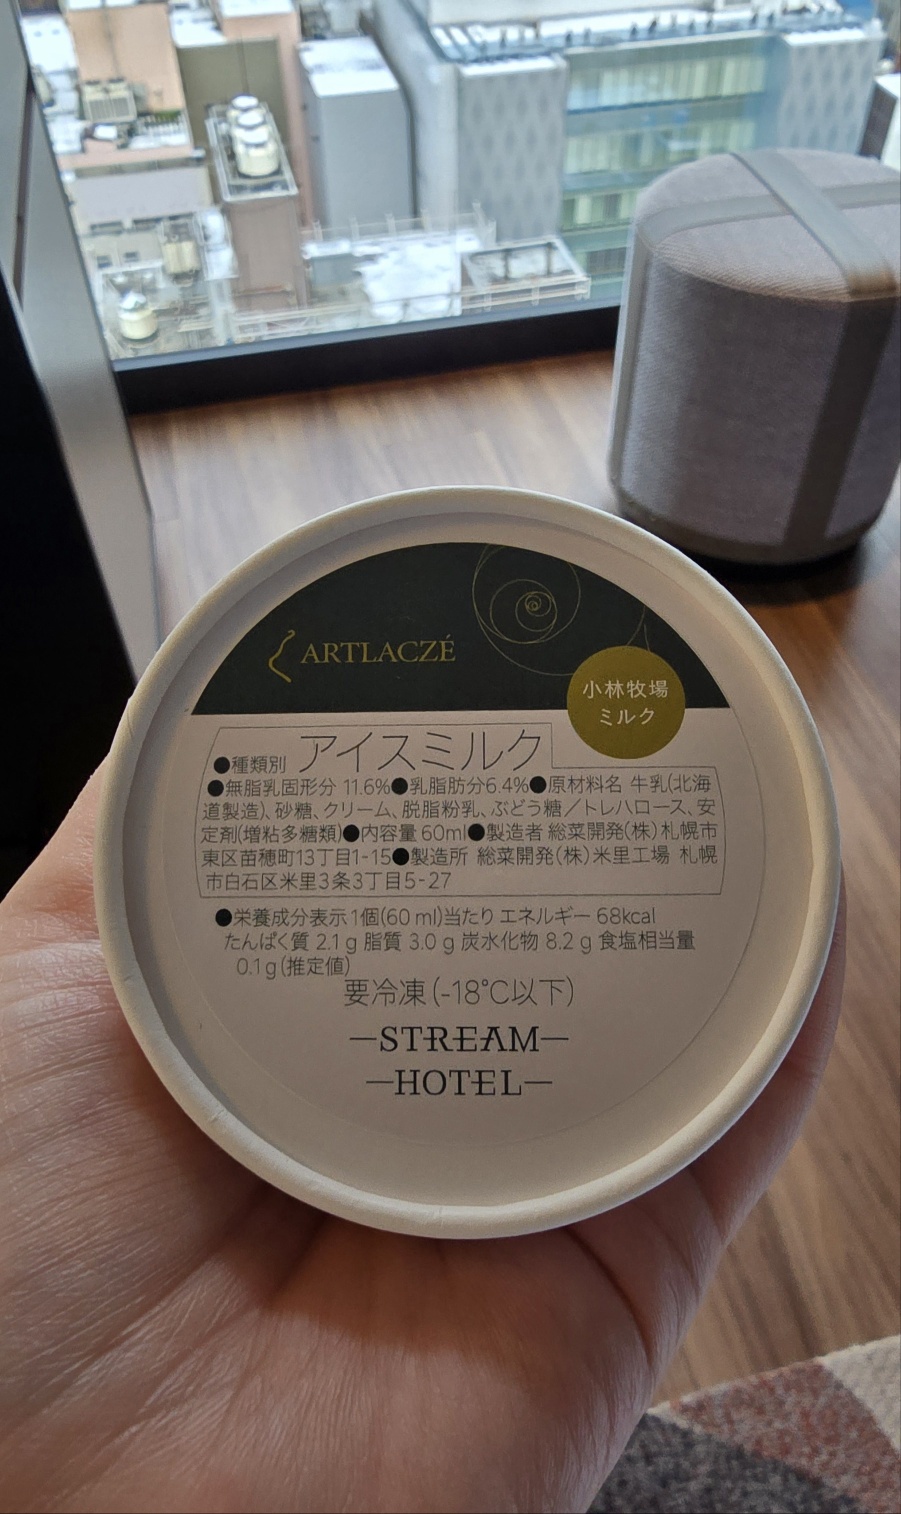 ARTLACZÉ
小林牧場
ミルク
●種類別 アイスミルク
●無脂乳固形分 11.6%●乳脂肪分6.4%●原材料名 牛乳(北海
道製造)、砂糖、クリーム、脱脂粉乳、ぶどう糖／トレハロース、安
定剤(増粘多糖類)●内容量 60ml●製造者 総菜開発(株)札幌市
東区苗穂町13丁目1-15●製造所 総菜開発(株)米里工場 札幌
市白石区米里3条3丁目5-27
●栄養成分表示1個(60 ml)当たり エネルギー 68kcal
たんぱく質 2.1 g 脂質 3.0 g 炭水化物 8.2 g 食塩相当量
0.1g(推定値)
要冷凍(-18°C以下)
STREAM
HOTEL